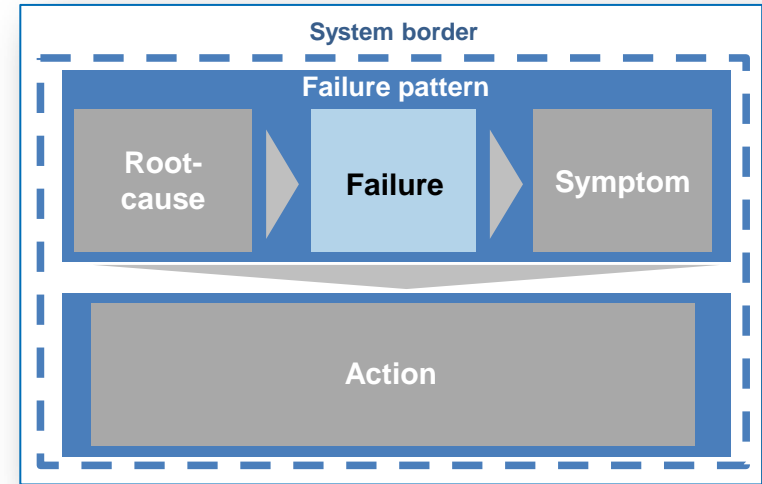 System border
Failure pattern
Root-
cause
Failure
Symptom
Action